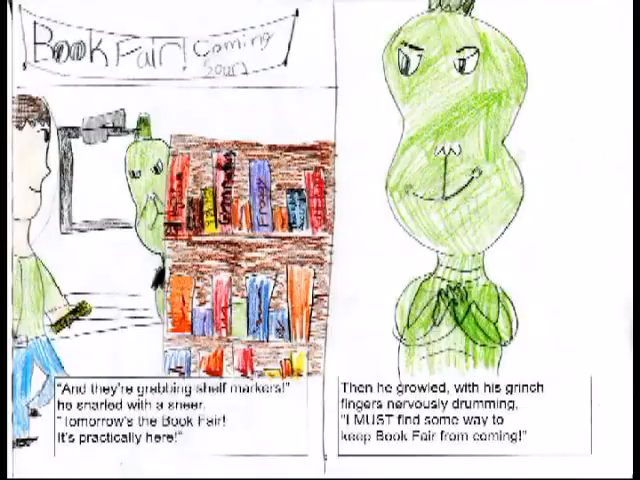 Book Fair! Coming
Soon
"And they're grabbing shelf markers!"
he snarled with a sneer.
"Tomorrow's the Book Fair!
It's practically here!"
Then he growled, with his grinch
fingers nervously drumming,
"I MUST find some way to
keep Book Fair from coming!"